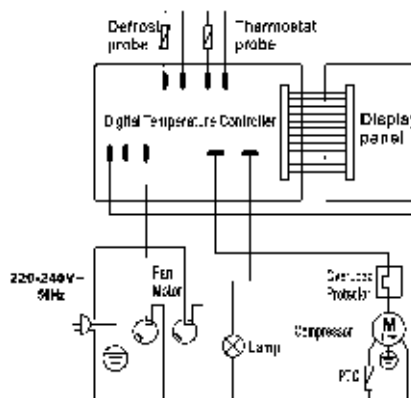 Defrost Thermostat
probe probe
Digital Temperature Controller
Display
panel
220-240V~
50Hz
Fan
Motor
Overload
Protector
Compressor
M
Lamp
PTC